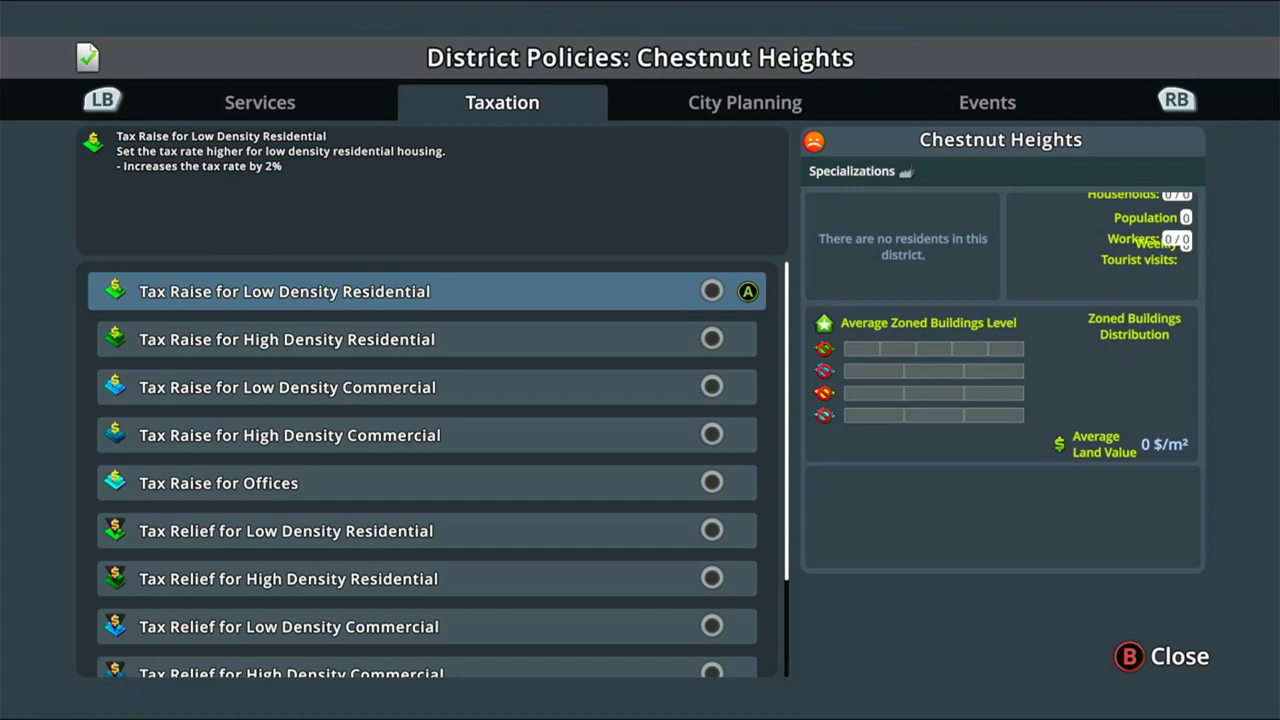 District Policies: Chestnut Heights
LB
Services
Taxation
City Planning
Events
RB
Tax Raise for Low Density Residential
Set the tax rate higher for low density residential housing.
- Increases the tax rate by 2%
Tax Raise for Low Density Residential
A
Tax Raise for High Density Residential
Tax Raise for Low Density Commercial
Tax Raise for High Density Commercial
Tax Raise for Offices
Tax Relief for Low Density Residential
Tax Relief for High Density Residential
Tax Relief for Low Density Commercial
Tax Relief for High Density Commercial
Chestnut Heights
Specializations
There are no residents in this
district.
Households: 0 / 0
Population 0
Workers: 0 / 0
Weekly 0
Tourist visits:
Average Zoned Buildings Level
Zoned Buildings
Distribution
$ Average
Land Value
0 $/m²
B Close